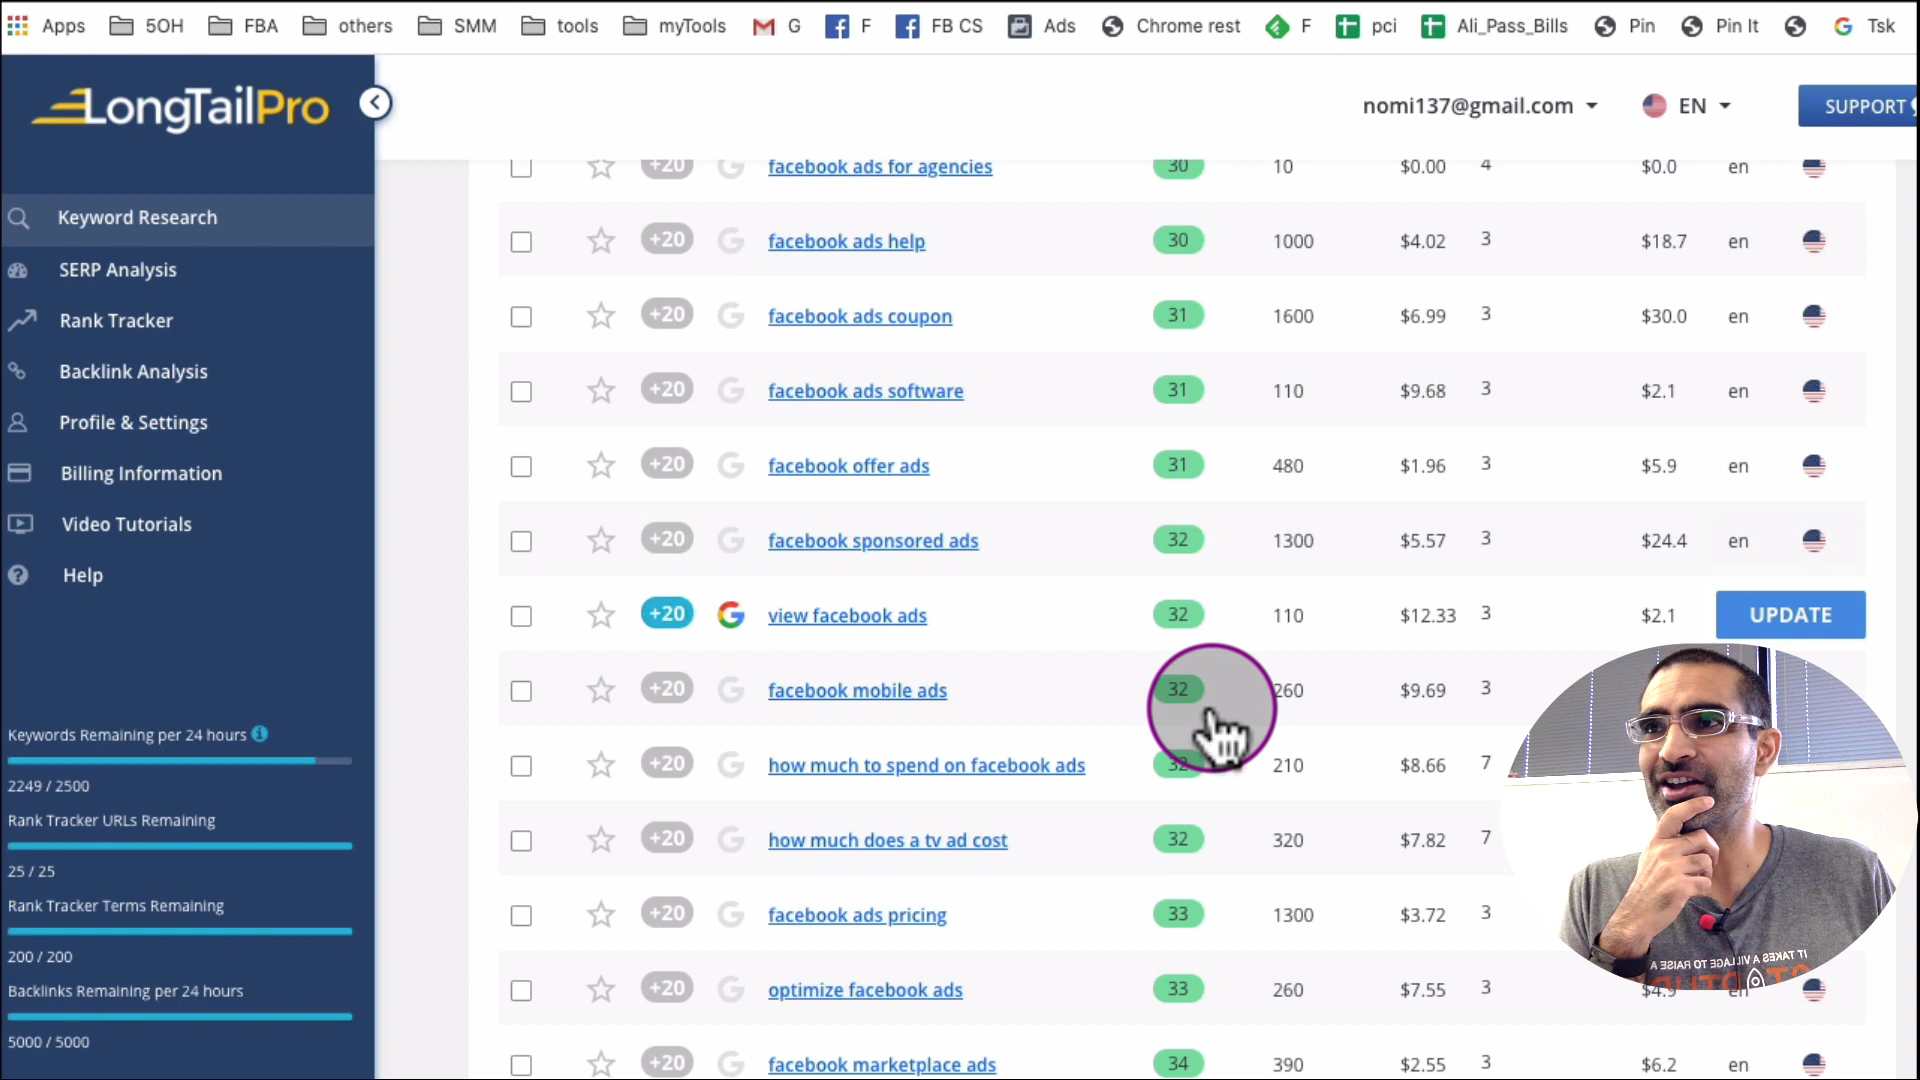 Apps 5OH FBA others SMM tools myTools G F FB CS Ads Chrome rest F pci Ali_Pass_Bills Pin Pin It Tsk
LongTailPro
nomi137@gmail.com EN SUPPORT
Keyword Research
SERP Analysis
Rank Tracker
Backlink Analysis
Profile & Settings
Billing Information
Video Tutorials
Help
Keywords Remaining per 24 hours
2249 / 2500
Rank Tracker URLs Remaining
25 / 25
Rank Tracker Terms Remaining
200 / 200
Backlinks Remaining per 24 hours
5000 / 5000
+20 facebook ads for agencies 30 10 $0.00 4 $0.0 en
+20 facebook ads help 30 1000 $4.02 3 $18.7 en
+20 facebook ads coupon 31 1600 $6.99 3 $30.0 en
+20 facebook ads software 31 110 $9.68 3 $2.1 en
+20 facebook offer ads 31 480 $1.96 3 $5.9 en
+20 facebook sponsored ads 32 1300 $5.57 3 $24.4 en
+20 view facebook ads 32 110 $12.33 3 $2.1 UPDATE
+20 facebook mobile ads 32 260 $9.69 3
+20 how much to spend on facebook ads 32 210 $8.66 7
+20 how much does a tv ad cost 32 320 $7.82 7
+20 facebook ads pricing 33 1300 $3.72 3
+20 optimize facebook ads 33 260 $7.55 3 $4.9 en
+20 facebook marketplace ads 34 390 $2.55 3 $6.2 en
IT TAKES A VILLAGE TO RAISE A